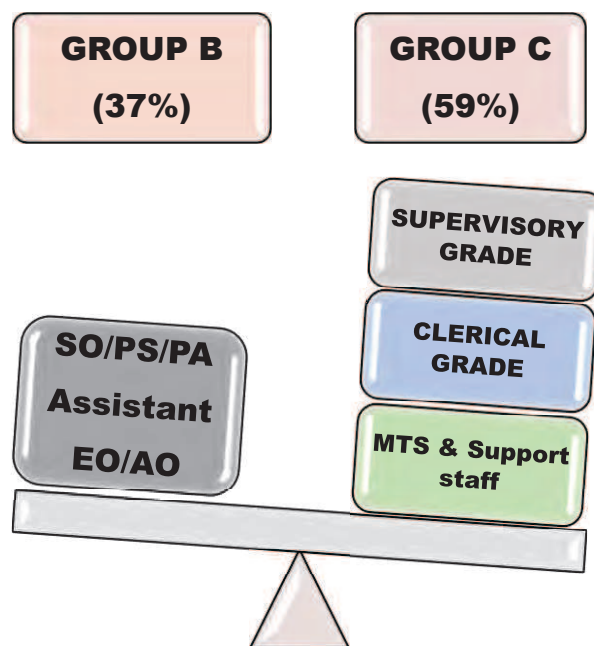 GROUP B
(37%)
GROUP C
(59%)
SUPERVISORY
GRADE
CLERICAL
GRADE
MTS & Support
staff
SO/PS/PA
Assistant
EO/AO